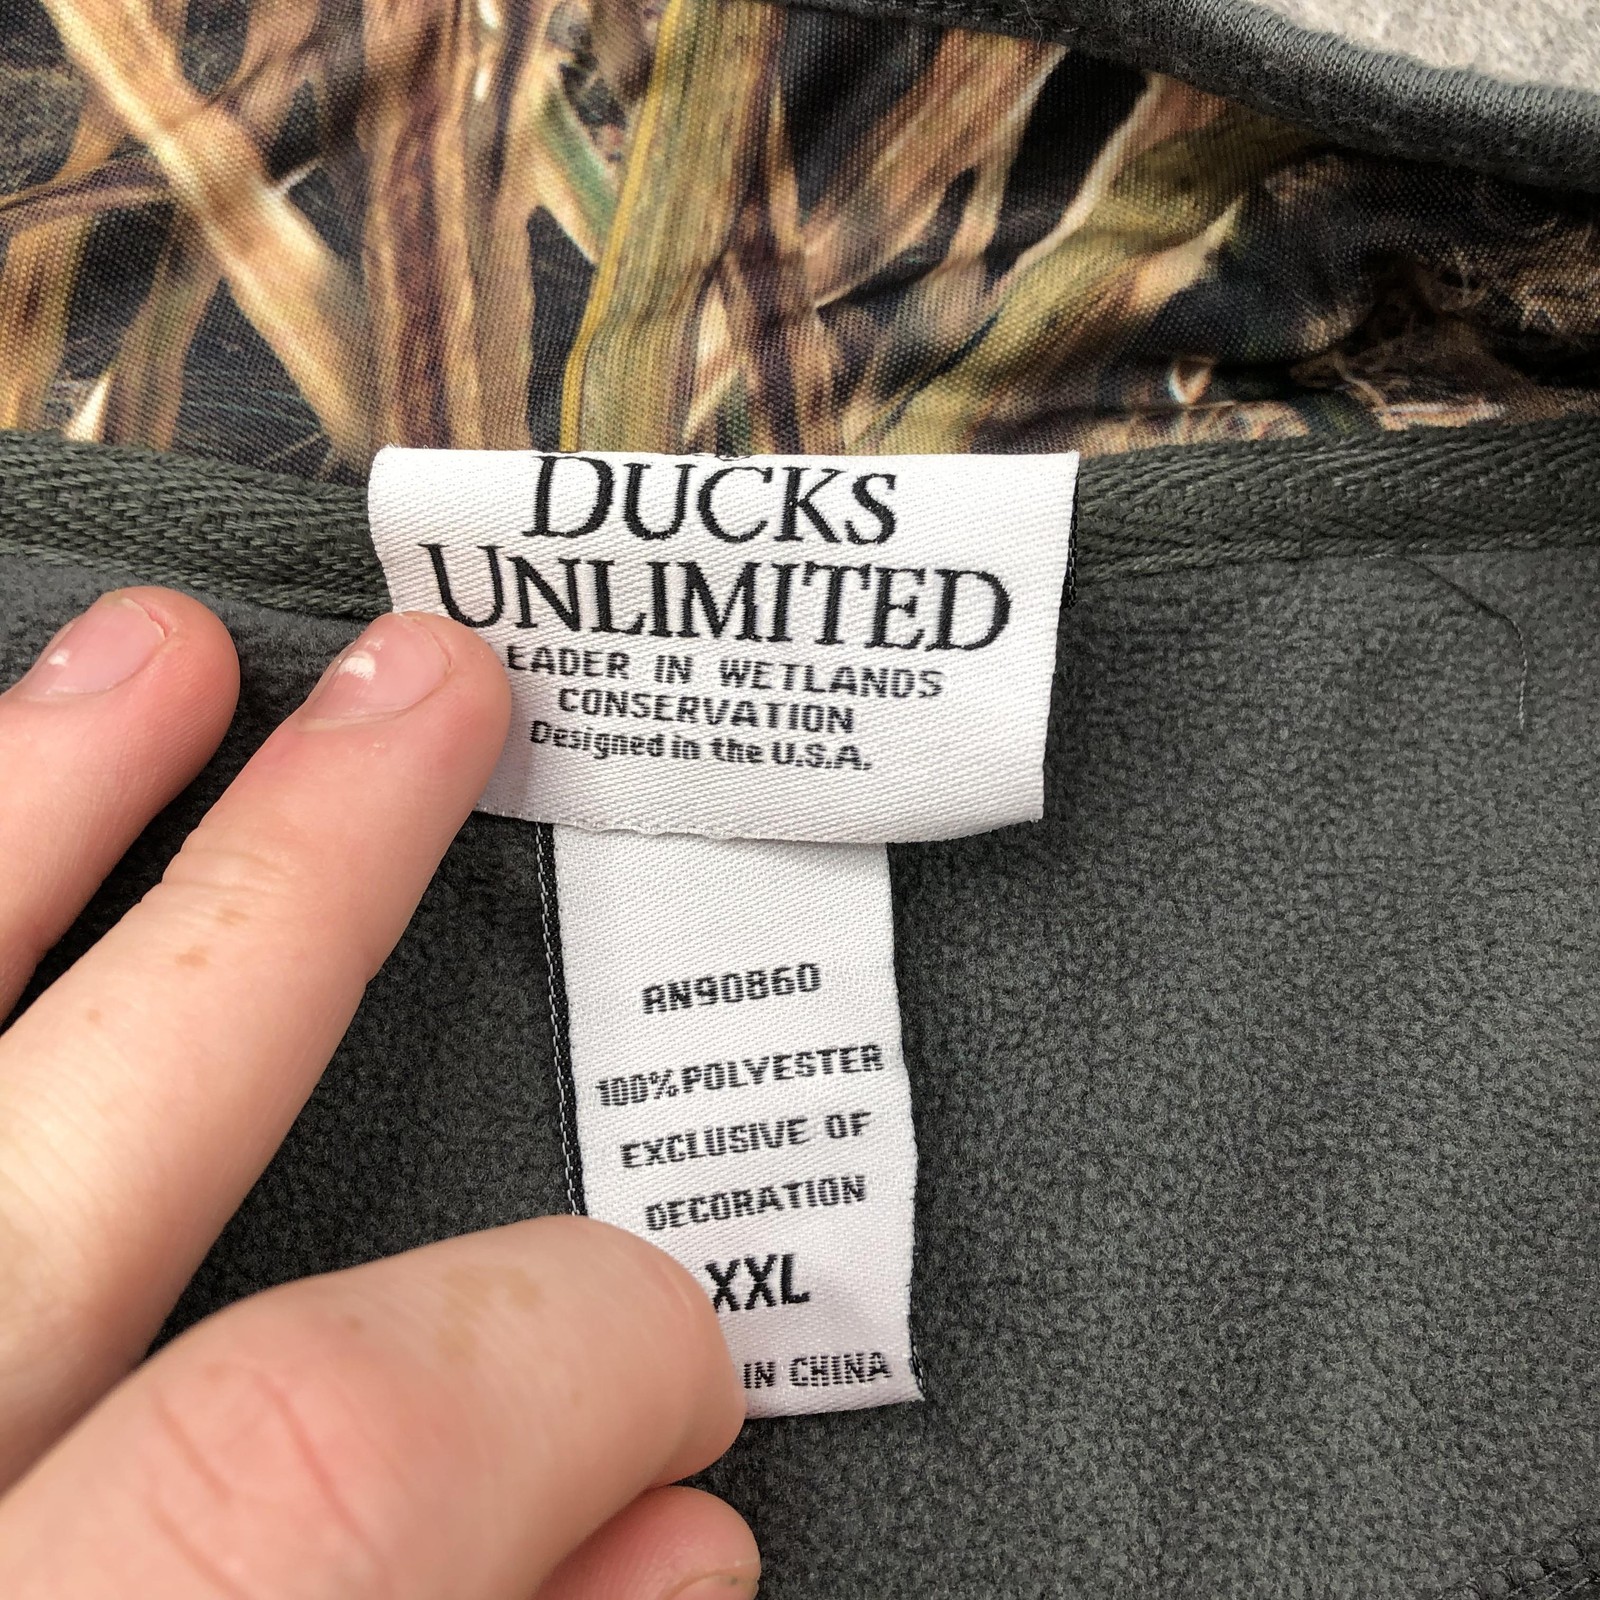 DUCKS
UNLIMITED
EADER IN WETLANDS
CONSERVATION
Designed in the U.S.A.
RN90860
100% POLYESTER
EXCLUSIVE OF
DECORATION
XXL
IN CHINA